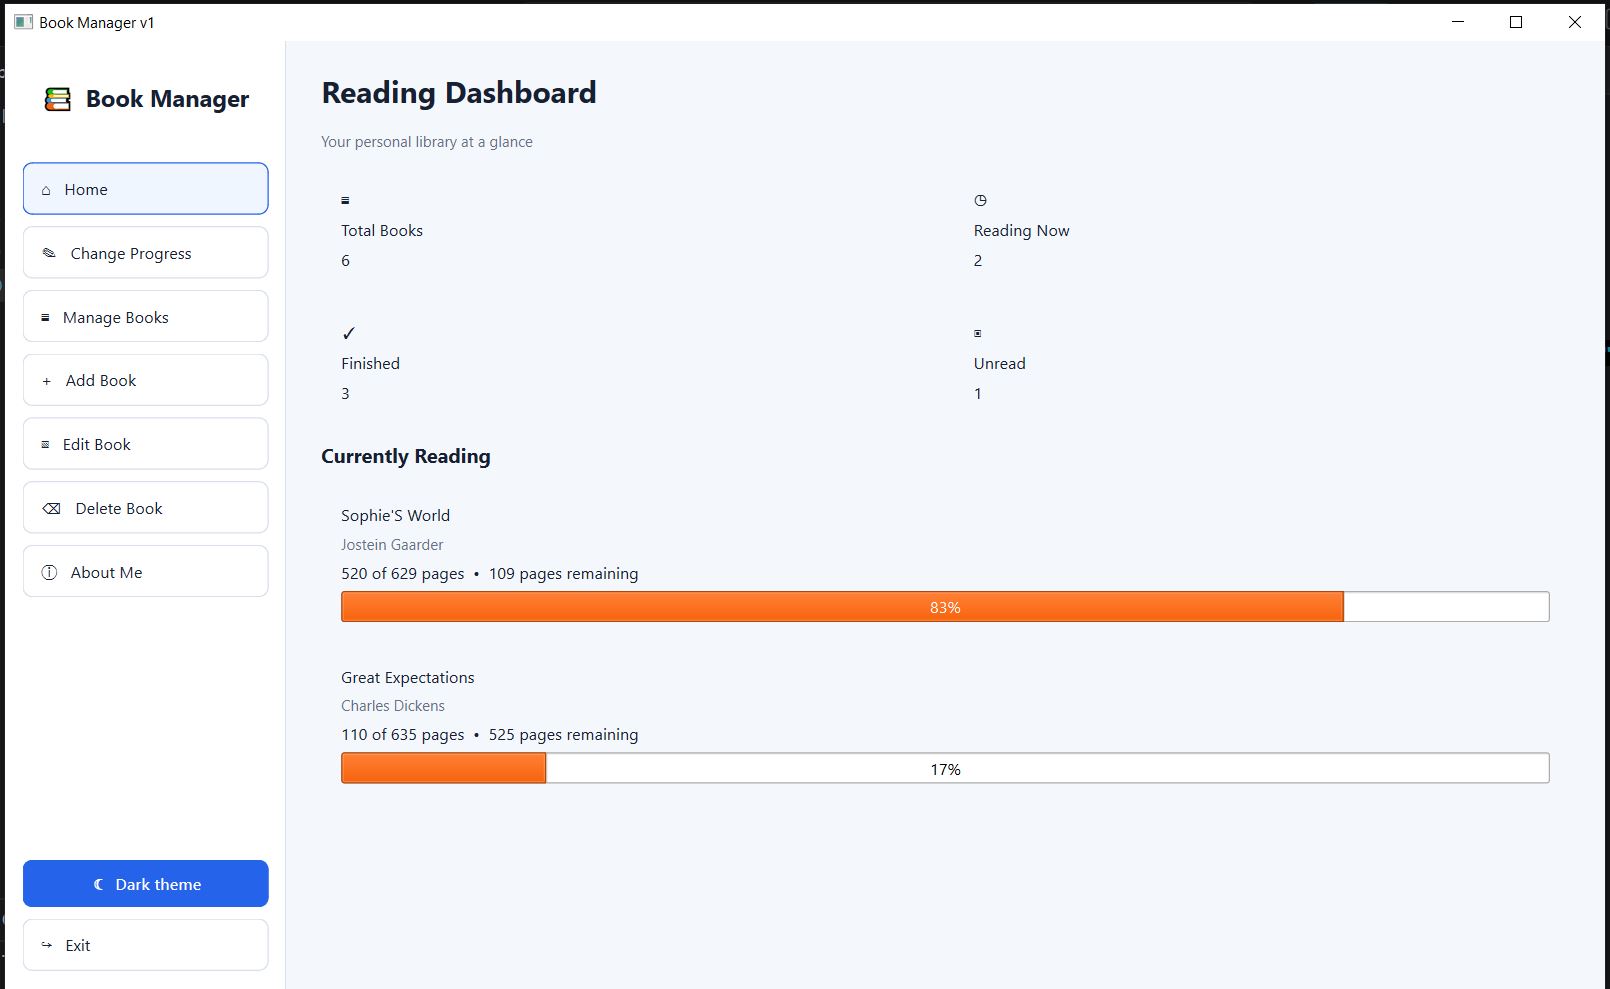 Book Manager v1
Book Manager
Home
Change Progress
Manage Books
Add Book
Edit Book
Delete Book
About Me
Dark theme
Exit
Reading Dashboard
Your personal library at a glance
Total Books
6
Reading Now
2
Finished
3
Unread
1
Currently Reading
Sophie'S World
Jostein Gaarder
520 of 629 pages • 109 pages remaining
83%
Great Expectations
Charles Dickens
110 of 635 pages • 525 pages remaining
17%